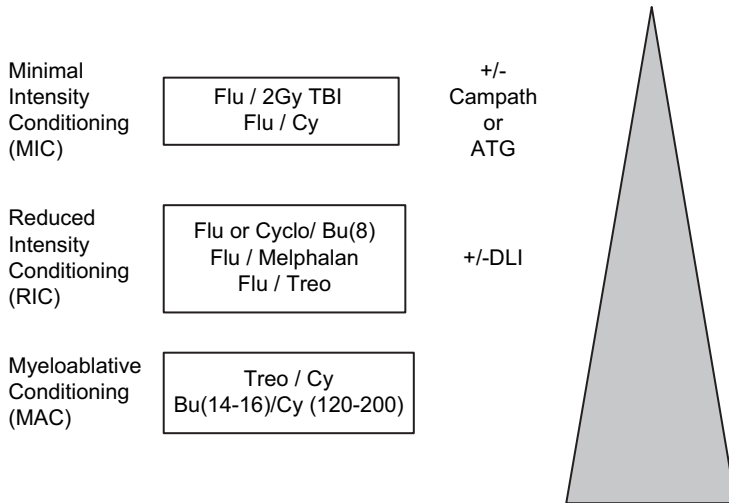 Minimal
Intensity
Conditioning
(MIC)
Flu / 2Gy TBI
Flu / Cy
+/-
Campath
or
ATG
Reduced
Intensity
Conditioning
(RIC)
Flu or Cyclo/ Bu(8)
Flu / Melphalan
Flu / Treo
+/-DLI
Myeloablative
Conditioning
(MAC)
Treo / Cy
Bu(14-16)/Cy (120-200)